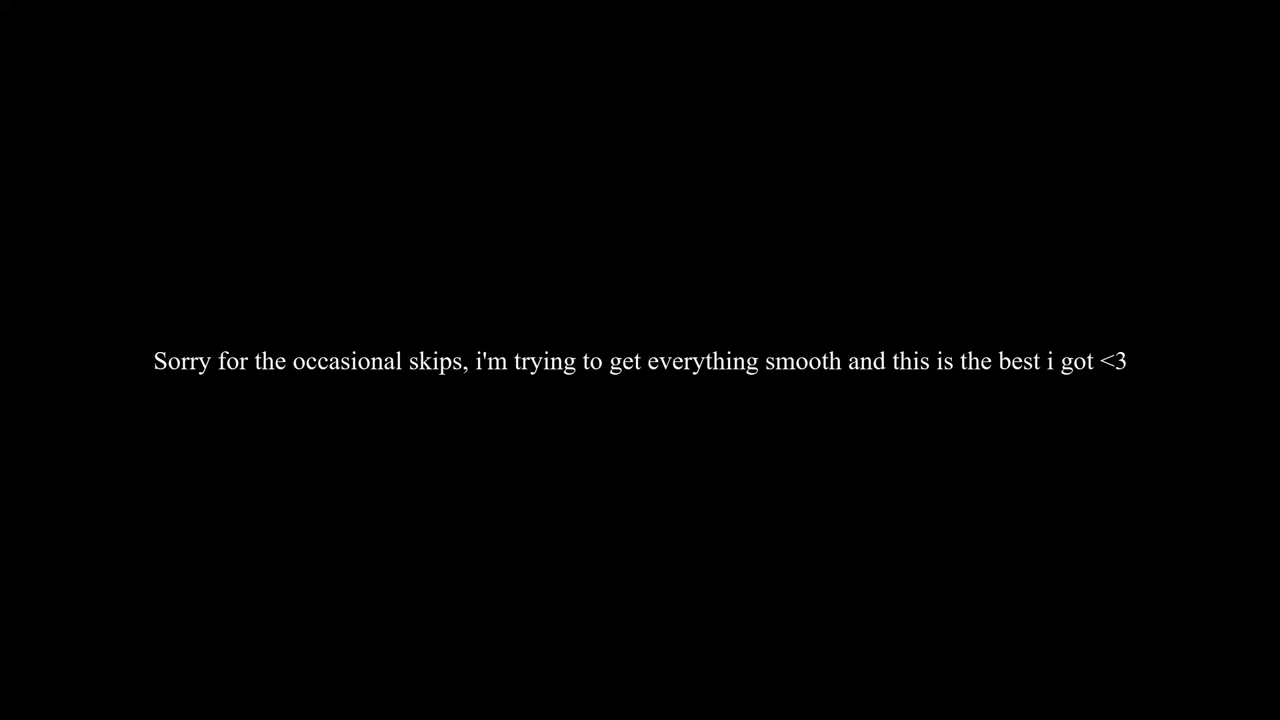 Sorry for the occasional skips, i'm trying to get everything smooth and this is the best i got <3